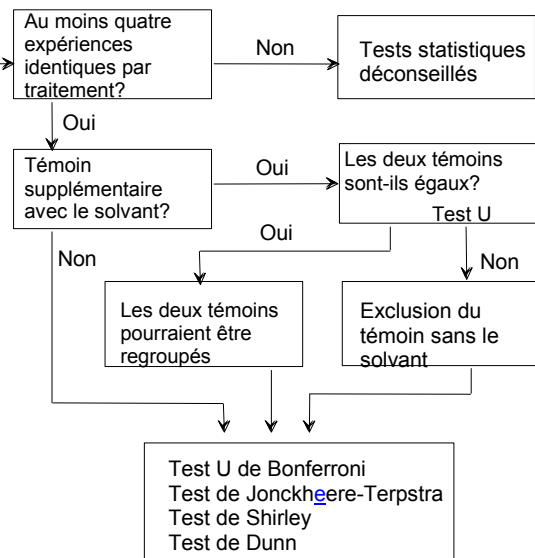 Au moins quatre
expériences
identiques par
traitement?
Non
Tests statistiques
déconseillés
Oui
Témoin
supplémentaire
avec le solvant?
Oui
Les deux témoins
sont-ils égaux?
Test U
Oui
Non
Non
Les deux témoins
pourraient être
regroupés
Exclusion du
témoin sans le
solvant
Test U de Bonferroni
Test de Jonckheere-Terpstra
Test de Shirley
Test de Dunn